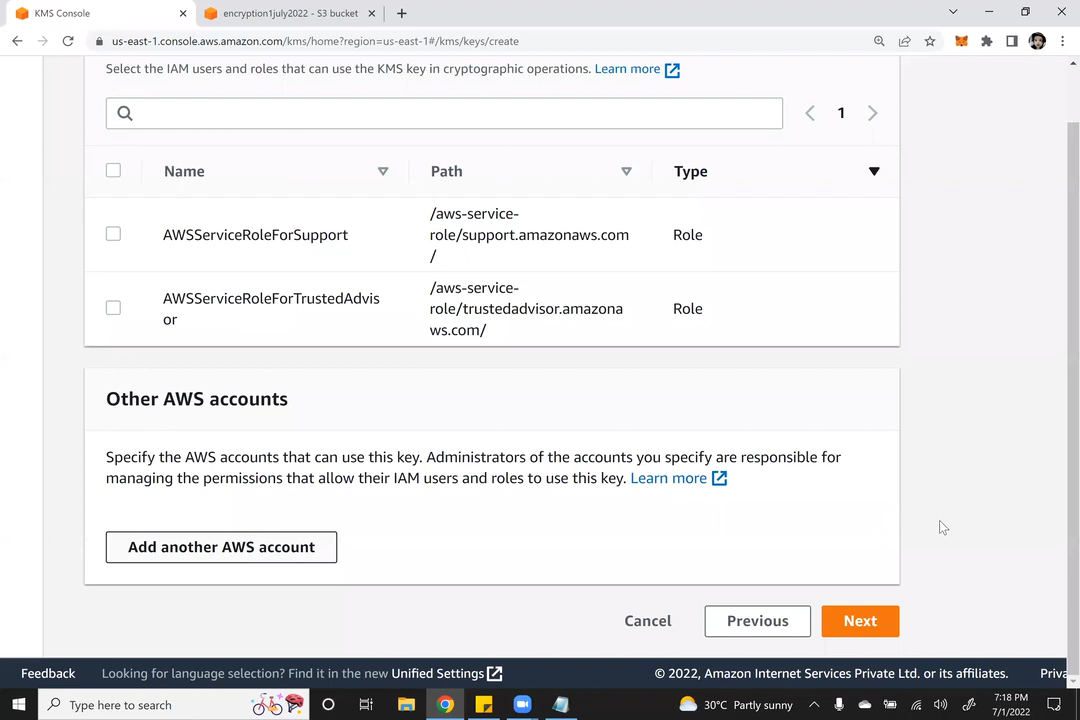 KMS Console
encryption1july2022 - S3 bucket
us-east-1.console.aws.amazon.com/kms/home?region=us-east-1#/kms/keys/create
Select the IAM users and roles that can use the KMS key in cryptographic operations. Learn more
1
Name Path Type
AWSServiceRoleForSupport
/aws-service-
role/support.amazonaws.com
/
Role
AWSServiceRoleForTrustedAdvis
or
/aws-service-
role/trustedadvisor.amazona
ws.com/
Role
Other AWS accounts
Specify the AWS accounts that can use this key. Administrators of the accounts you specify are responsible for
managing the permissions that allow their IAM users and roles to use this key. Learn more
Add another AWS account
Cancel Previous Next
Feedback Looking for language selection? Find it in the new Unified Settings © 2022, Amazon Internet Services Private Ltd. or its affiliates. Priva
Type here to search
30°C Partly sunny
7:18 PM
7/1/2022